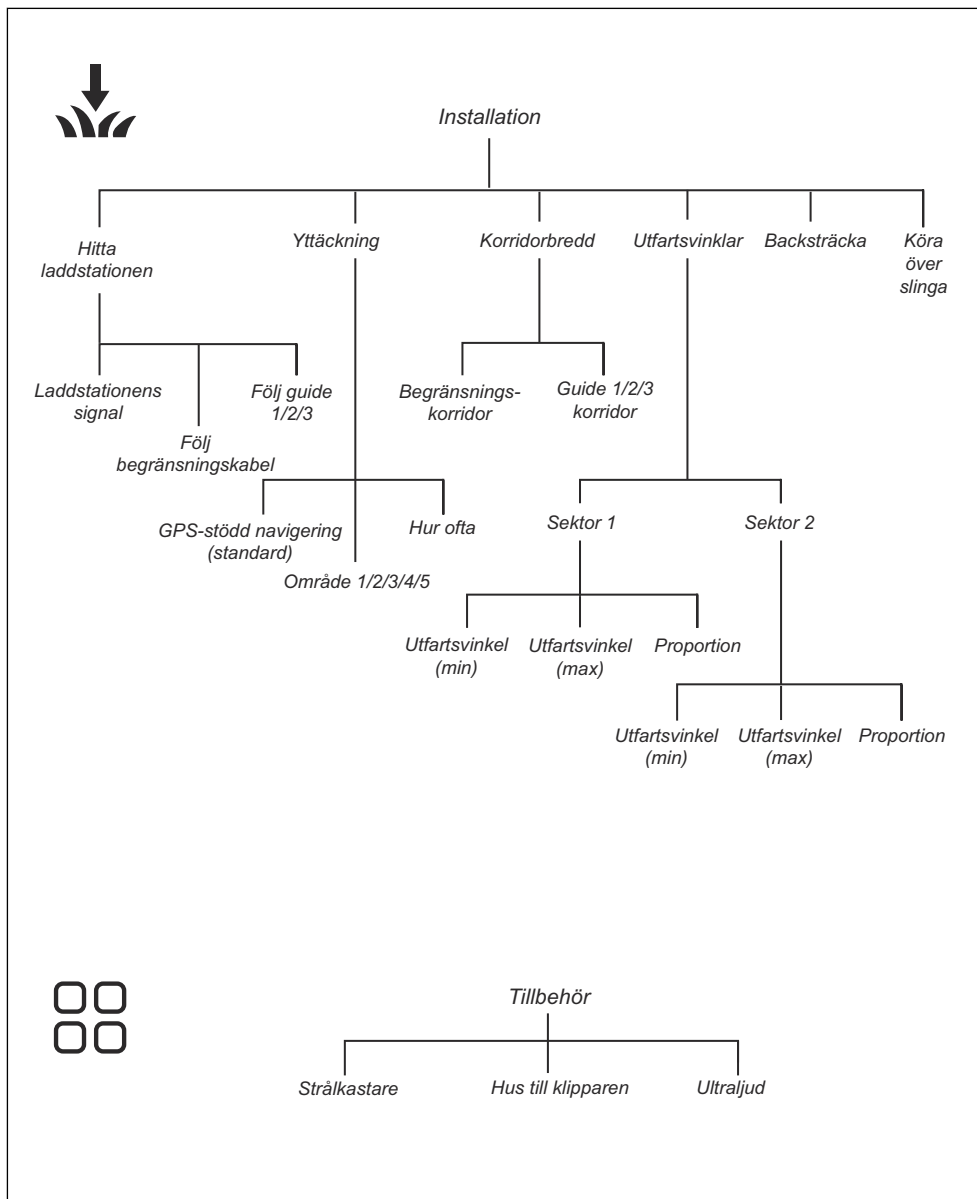 Installation
Hitta
laddstationen
Yttäckning
Korridorbredd
Utfartsvinklar
Backsträcka
Köra
över
slinga
Laddstationens
signal
Följ
begränsningskabel
Följ guide
1/2/3
Begränsnings-
korridor
Guide 1/2/3
korridor
GPS-stödd navigering
(standard)
Område 1/2/3/4/5
Hur ofta
Sektor 1
Sektor 2
Utfartsvinkel
(min)
Utfartsvinkel
(max)
Proportion
Utfartsvinkel
(min)
Utfartsvinkel
(max)
Proportion
Tillbehör
Strålkastare
Hus till klipparen
Ultraljud